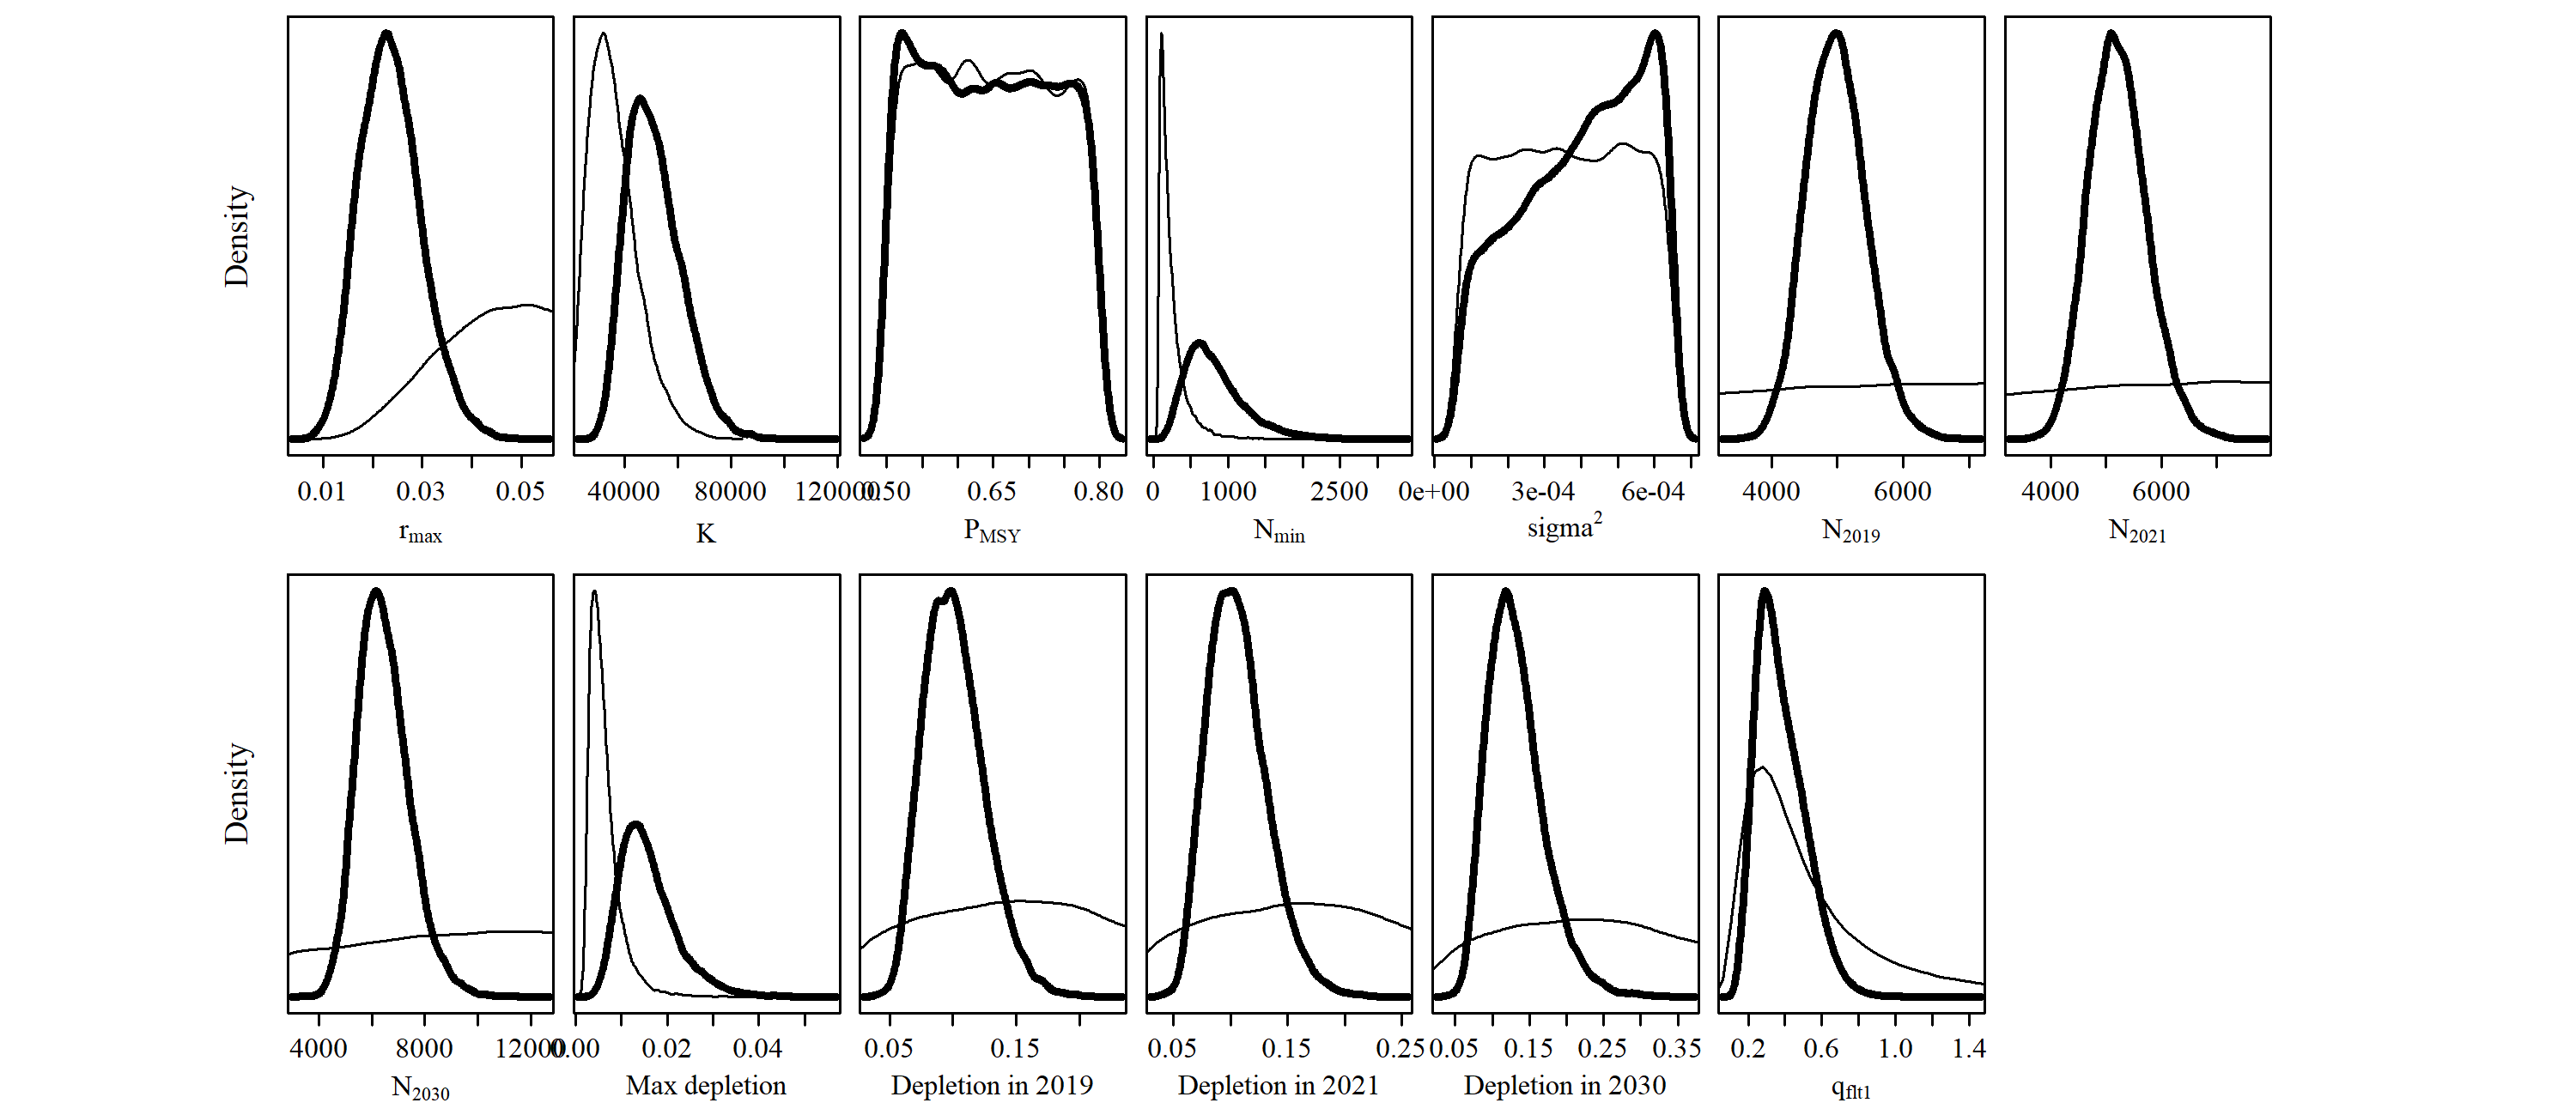 Density
0.01 0.03 0.05
r_max
40000 80000 120000
K
0.50 0.65 0.80
P_MSY
0 1000 2500
N_min
0e+00 3e-04 6e-04
sigma²
4000 6000
N_2019
4000 6000
N_2021
Density
4000 8000 12000
N_2030
0.00 0.02 0.04
Max depletion
0.05 0.15
Depletion in 2019
0.05 0.15 0.25
Depletion in 2021
0.05 0.15 0.25 0.35
Depletion in 2030
0.2 0.6 1.0 1.4
q_flt1